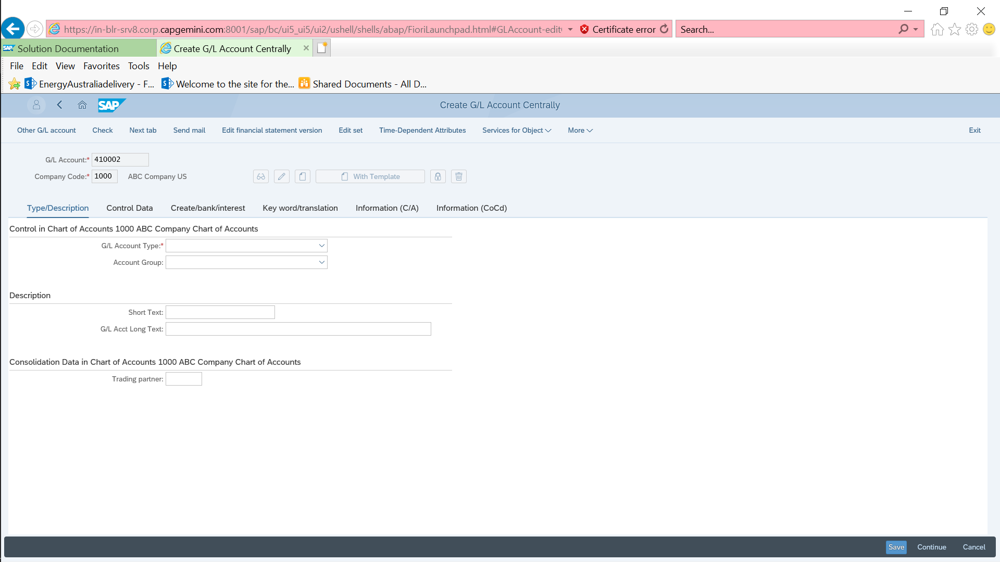 https://in-blr-srv8.corp.capgemini.com:8001/sap/bc/ui5_ui5/ui2/ushell/shells/abap/FioriLaunchpad.html#GLAccount-edit Certificate error Search...
SAP Solution Documentation Create G/L Account Centrally
File Edit View Favorites Tools Help
EnergyAustraliadelivery - F... Welcome to the site for the... Shared Documents - All D...
SAP Create G/L Account Centrally
Other G/L account Check Next tab Send mail Edit financial statement version Edit set Time-Dependent Attributes Services for Object More Exit
G/L Account:* 410002
Company Code:* 1000 ABC Company US With Template
Type/Description Control Data Create/bank/interest Key word/translation Information (C/A) Information (CoCd)
Control in Chart of Accounts 1000 ABC Company Chart of Accounts
G/L Account Type:*
Account Group:
Description
Short Text:
G/L Acct Long Text:
Consolidation Data in Chart of Accounts 1000 ABC Company Chart of Accounts
Trading partner:
Save Continue Cancel